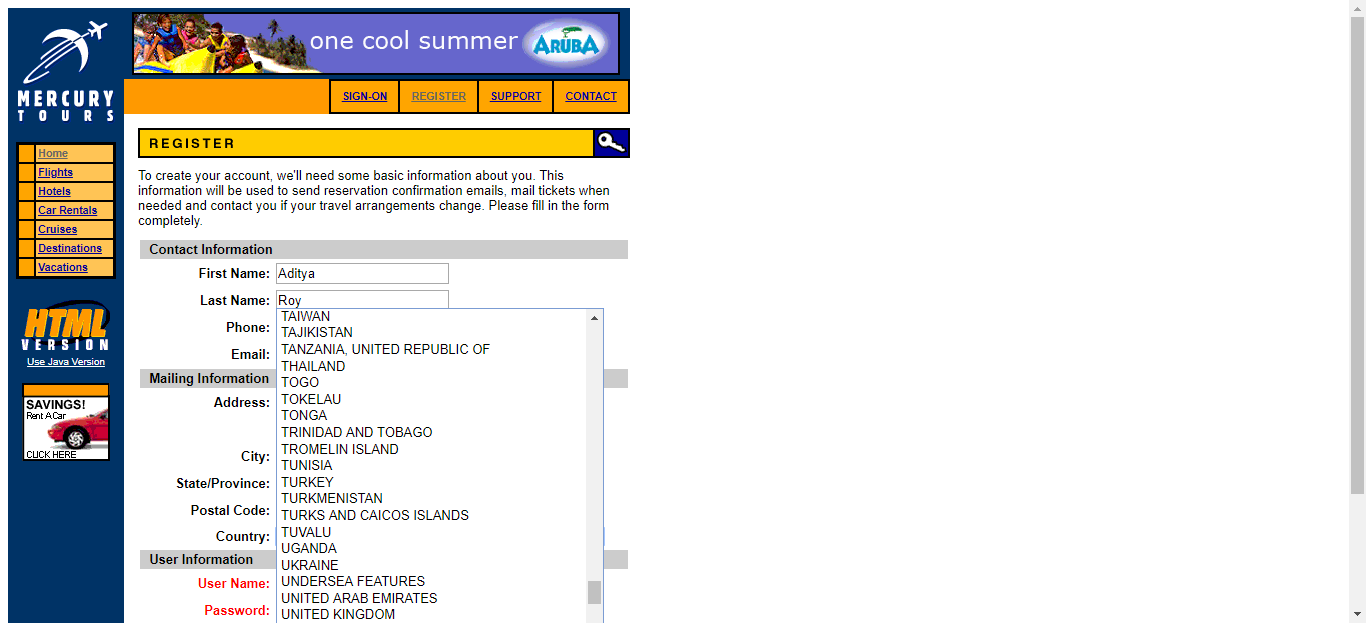 one cool summer ARUBA
MERCURY
TOURS
SIGN-ON REGISTER SUPPORT CONTACT
REGISTER
Home
Flights
Hotels
Car Rentals
Cruises
Destinations
Vacations
HTML
VERSION
Use Java Version
SAVINGS!
Rent A Car
CLICK HERE
To create your account, we'll need some basic information about you. This
information will be used to send reservation confirmation emails, mail tickets when
needed and contact you if your travel arrangements change. Please fill in the form
completely.
Contact Information
First Name: Aditya
Last Name: Roy
Phone:
Email:
Mailing Information
Address:
City:
State/Province:
Postal Code:
Country:
User Information
User Name:
Password:
TAIWAN
TAJIKISTAN
TANZANIA, UNITED REPUBLIC OF
THAILAND
TOGO
TOKELAU
TONGA
TRINIDAD AND TOBAGO
TROMELIN ISLAND
TUNISIA
TURKEY
TURKMENISTAN
TURKS AND CAICOS ISLANDS
TUVALU
UGANDA
UKRAINE
UNDERSEA FEATURES
UNITED ARAB EMIRATES
UNITED KINGDOM